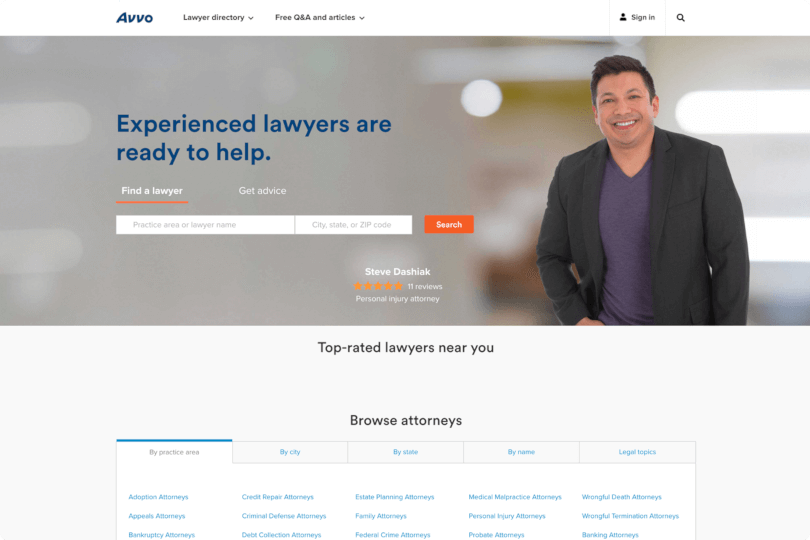 Avvo
Lawyer directory
Free Q&A and articles
Sign in
Experienced lawyers are
ready to help.
Find a lawyer
Get advice
Practice area or lawyer name
City, state, or ZIP code
Search
Steve Dashiak
11 reviews
Personal injury attorney
Top-rated lawyers near you
Browse attorneys
By practice area
By city
By state
By name
Legal topics
Adoption Attorneys
Credit Repair Attorneys
Estate Planning Attorneys
Medical Malpractice Attorneys
Wrongful Death Attorneys
Appeals Attorneys
Criminal Defense Attorneys
Family Attorneys
Personal Injury Attorneys
Wrongful Termination Attorneys
Bankruptcy Attorneys
Debt Collection Attorneys
Federal Crime Attorneys
Probate Attorneys
Banking Attorneys